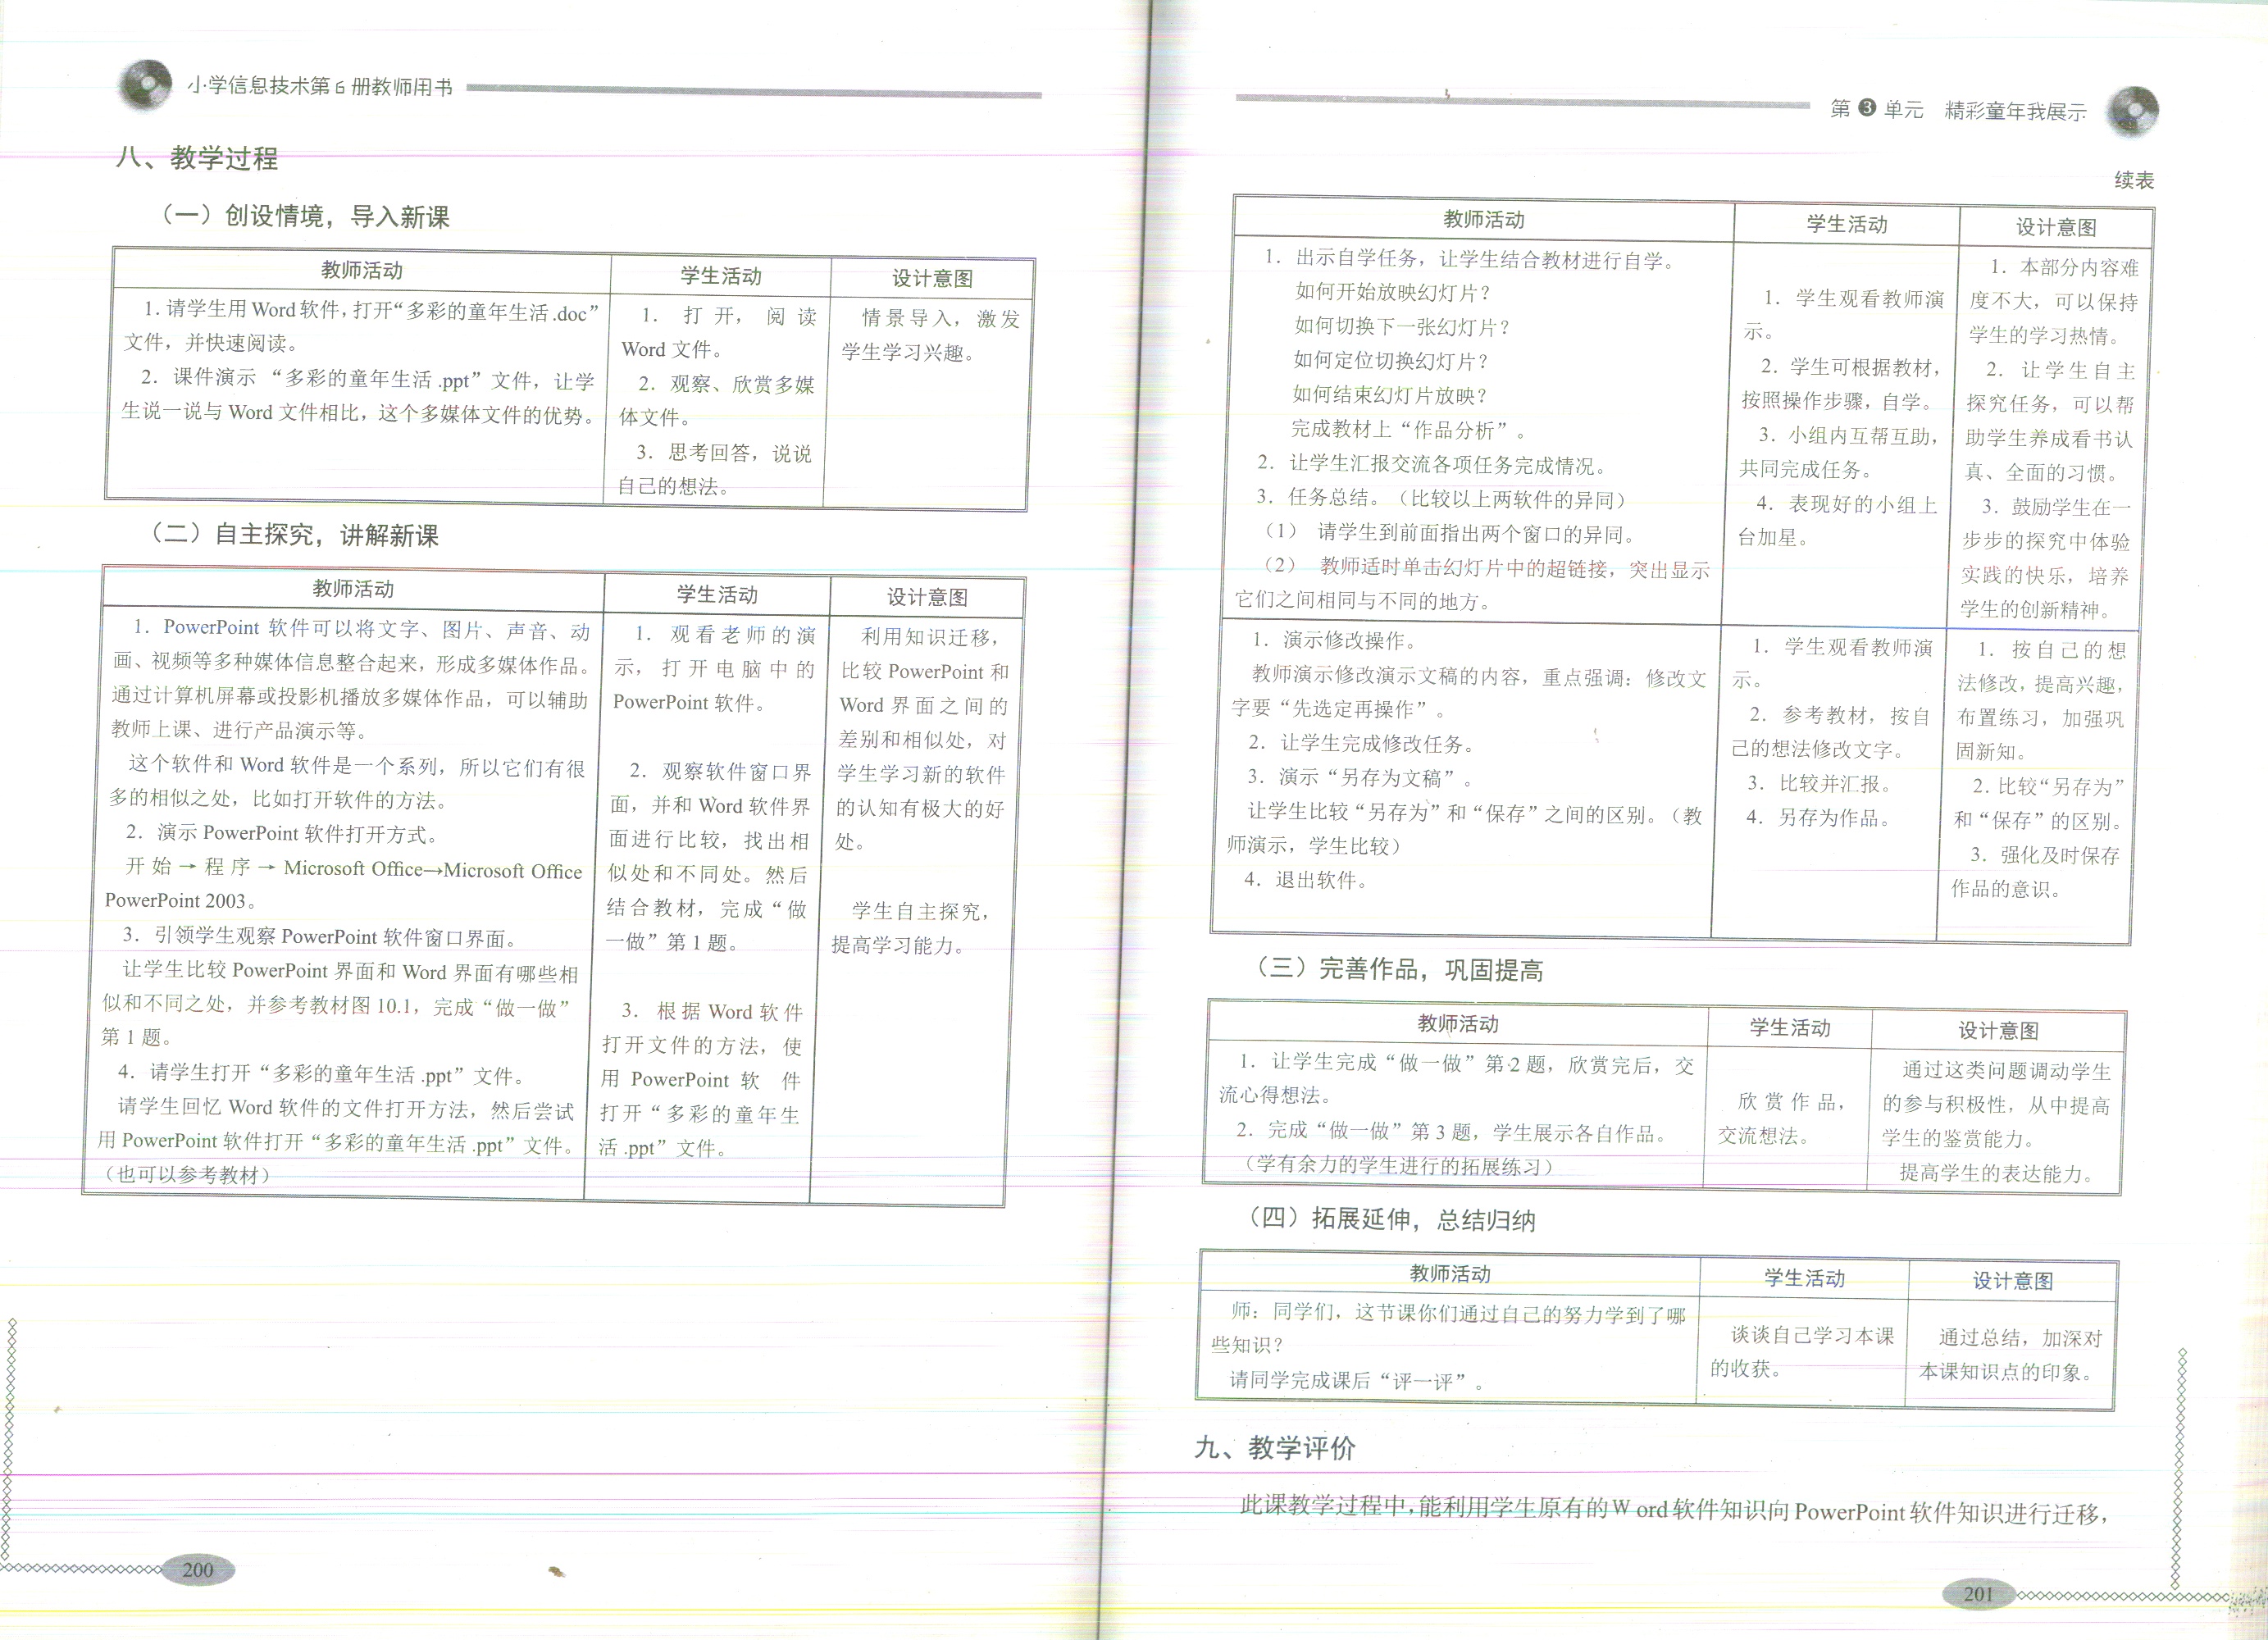 小学信息技术第6册教师用书
八、教学过程
（一）创设情境，导入新课
教师活动
学生活动
设计意图
1. 请学生用 Word 软件，打开“多彩的童年生活.doc”
文件，并快速阅读。
2. 课件演示 “多彩的童年生活.ppt”文件，让学
生说一说与 Word 文件相比，这个多媒体文件的优势。
1. 打开，阅读
Word 文件。
2. 观察、欣赏多媒
体文件。
3. 思考回答，说说
自己的想法。
情景导入，激发
学生学习兴趣。
（二）自主探究，讲解新课
教师活动
学生活动
设计意图
1. PowerPoint 软件可以将文字、图片、声音、动
画、视频等多种媒体信息整合起来，形成多媒体作品。
通过计算机屏幕或投影机播放多媒体作品，可以辅助
教师上课、进行产品演示等。
这个软件和 Word 软件是一个系列，所以它们有很
多的相似之处，比如打开软件的方法。
2. 演示 PowerPoint 软件打开方式。
开始→程序→ Microsoft Office→Microsoft Office
PowerPoint 2003。
3. 引领学生观察 PowerPoint 软件窗口界面。
让学生比较 PowerPoint 界面和 Word 界面有哪些相
似和不同之处，并参考教材图 10.1，完成“做一做”
第 1 题。
4. 请学生打开“多彩的童年生活.ppt”文件。
请学生回忆 Word 软件的文件打开方法，然后尝试
用 PowerPoint 软件打开“多彩的童年生活.ppt”文件。
（也可以参考教材）
1. 观看老师的演
示，打开电脑中的
PowerPoint 软件。
2. 观察软件窗口界
面，并和 Word 软件界
面进行比较，找出相
似处和不同处。然后
结合教材，完成“做
一做”第 1 题。
3. 根据 Word 软件
打开文件的方法，使
用 PowerPoint 软件
打开“多彩的童年生
活.ppt”文件。
利用知识迁移，
比较 PowerPoint 和
Word 界面之间的
差别和相似处，对
学生学习新的软件
的认知有极大的好
处。
学生自主探究，
提高学习能力。
200
第3单元 精彩童年我展示
续表
教师活动
学生活动
设计意图
1. 出示自学任务，让学生结合教材进行自学。
如何开始放映幻灯片？
如何切换下一张幻灯片？
如何定位切换幻灯片？
如何结束幻灯片放映？
完成教材上“作品分析”。
2. 让学生汇报交流各项任务完成情况。
3. 任务总结。（比较以上两软件的异同）
（1） 请学生到前面指出两个窗口的异同。
（2） 教师适时单击幻灯片中的超链接，突出显示
它们之间相同与不同的地方。
1. 学生观看教师演
示。
2. 学生可根据教材，
按照操作步骤，自学。
3. 小组内互帮互助，
共同完成任务。
4. 表现好的小组上
台加星。
1. 本部分内容难
度不大，可以保持
学生的学习热情。
2. 让学生自主
探究任务，可以帮
助学生养成看书认
真、全面的习惯。
3. 鼓励学生在一
步步的探究中体验
实践的快乐，培养
学生的创新精神。
1. 演示修改操作。
教师演示修改演示文稿的内容，重点强调：修改文
字要“先选定再操作”。
2. 让学生完成修改任务。
3. 演示“另存为文稿”。
让学生比较“另存为”和“保存”之间的区别。（教
师演示，学生比较）
4. 退出软件。
1. 学生观看教师演
示。
2. 参考教材，按自
己的想法修改文字。
3. 比较并汇报。
4. 另存为作品。
1. 按自己的想
法修改，提高兴趣，
布置练习，加强巩
固新知。
2. 比较“另存为”
和“保存”的区别。
3. 强化及时保存
作品的意识。
（三）完善作品，巩固提高
教师活动
学生活动
设计意图
1. 让学生完成“做一做”第 2 题，欣赏完后，交
流心得想法。
2. 完成“做一做”第 3 题，学生展示各自作品。
（学有余力的学生进行的拓展练习）
欣赏作品，
交流想法。
通过这类问题调动学生
的参与积极性，从中提高
学生的鉴赏能力。
提高学生的表达能力。
（四）拓展延伸，总结归纳
教师活动
学生活动
设计意图
师：同学们，这节课你们通过自己的努力学到了哪
些知识？
请同学完成课后“评一评”。
谈谈自己学习本课
的收获。
通过总结，加深对
本课知识点的印象。
九、教学评价
此课教学过程中，能利用学生原有的W ord软件知识向PowerPoint软件知识进行迁移，
201